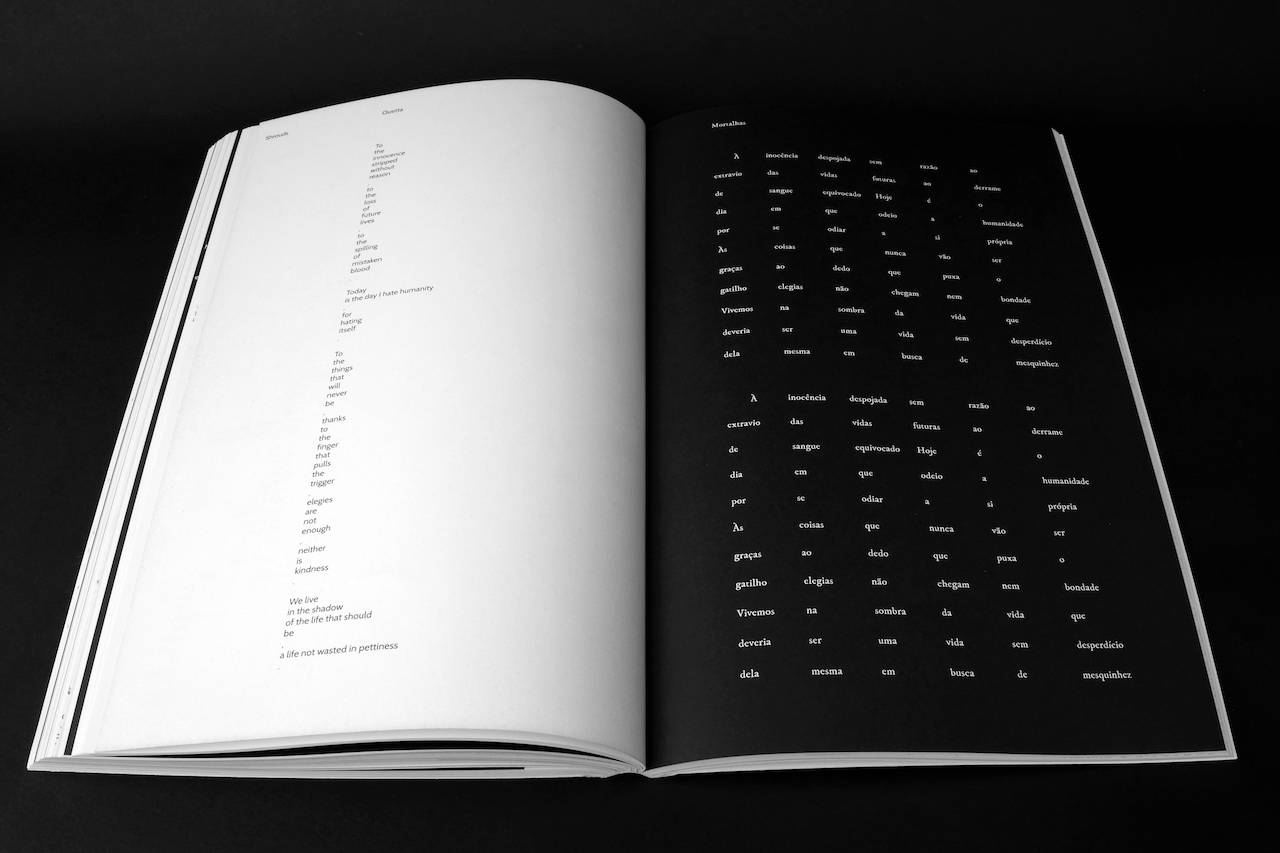 Quetta
Shrouds
To
the
innocence
stripped
without
reason
,
to
the
loss
of
future
lives
,
to
the
spilling
of
mistaken
blood
.
Today
is the day I hate humanity
,
for
hating
itself
.
To
the
things
that
will
never
be
,
thanks
to
the
finger
that
pulls
the
trigger
,
elegies
are
not
enough
,
neither
is
kindness
.
We live
in the shadow
of the life that should
be
,
a life not wasted in pettiness
.
Mortalhas
À inocência despojada sem razão ao
extravio das vidas futuras ao derrame
de sangue equivocado Hoje é o
dia em que odeio a humanidade
por se odiar a si própria
Às coisas que nunca vão ser
graças ao dedo que puxa o
gatilho elegias não chegam nem bondade
Vivemos na sombra da vida que
deveria ser uma vida sem desperdício
dela mesma em busca de mesquinhez
À inocência despojada sem razão ao
extravio das vidas futuras ao derrame
de sangue equivocado Hoje é o
dia em que odeio a humanidade
por se odiar a si própria
Às coisas que nunca vão ser
graças ao dedo que puxa o
gatilho elegias não chegam nem bondade
Vivemos na sombra da vida que
deveria ser uma vida sem desperdício
dela mesma em busca de mesquinhez